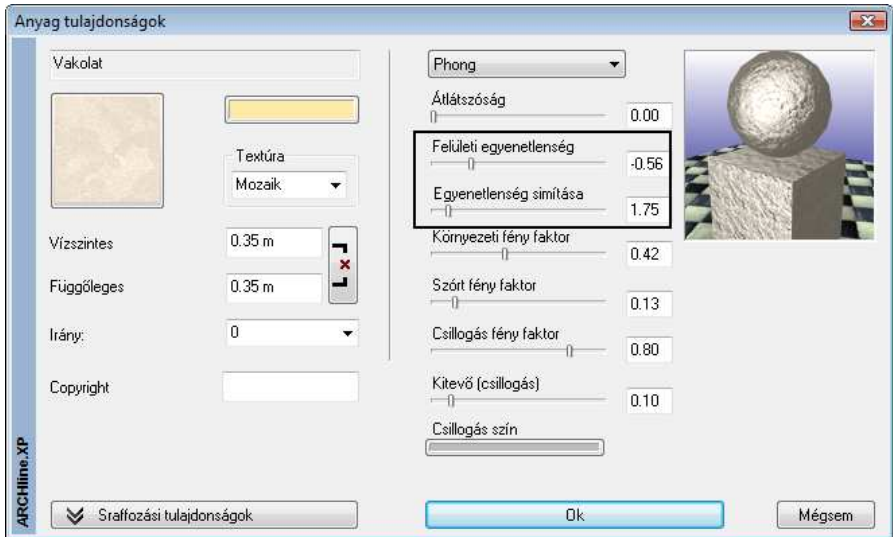 Anyag tulajdonságok
Vakolat
Textúra
Mozaik
Vízszintes
0.35 m
Függőleges
0.35 m
Irány:
0
Copyright
Sraffozási tulajdonságok
Phong
Átlátszóság
0.00
Felületi egyenetlenség
-0.56
Egyenetlenség simítása
1.75
Környezeti fény faktor
0.42
Szórt fény faktor
0.13
Csillogás fény faktor
0.80
Kitevő (csillogás)
0.10
Csillogás szín
Ok
Mégsem
ARCHline.XP